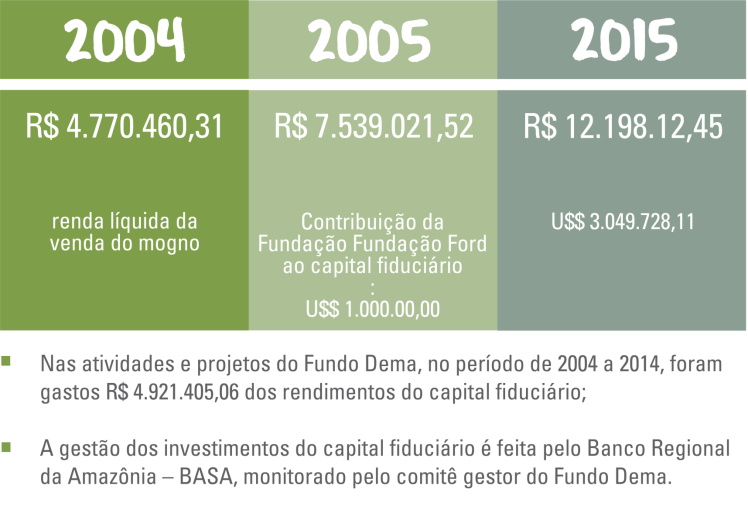 2004
2005
2015
R$ 4.770.460,31
R$ 7.539.021,52
R$ 12.198.12,45
renda líquida da
venda do mogno
Contribuição da
Fundação Fundação Ford
ao capital fiduciário
:
U$$ 1.000.00,00
U$$ 3.049.728,11
Nas atividades e projetos do Fundo Dema, no período de 2004 a 2014, foram
gastos R$ 4.921.405,06 dos rendimentos do capital fiduciário;
A gestão dos investimentos do capital fiduciário é feita pelo Banco Regional
da Amazônia – BASA, monitorado pelo comitê gestor do Fundo Dema.